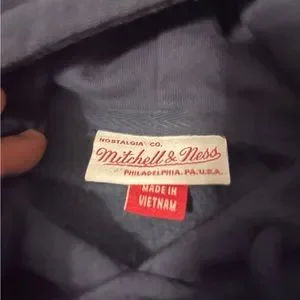 NOSTALGIA CO.
Mitchell & Ness
PHILADELPHIA, PA. U.S.A.
MADE IN
VIETNAM